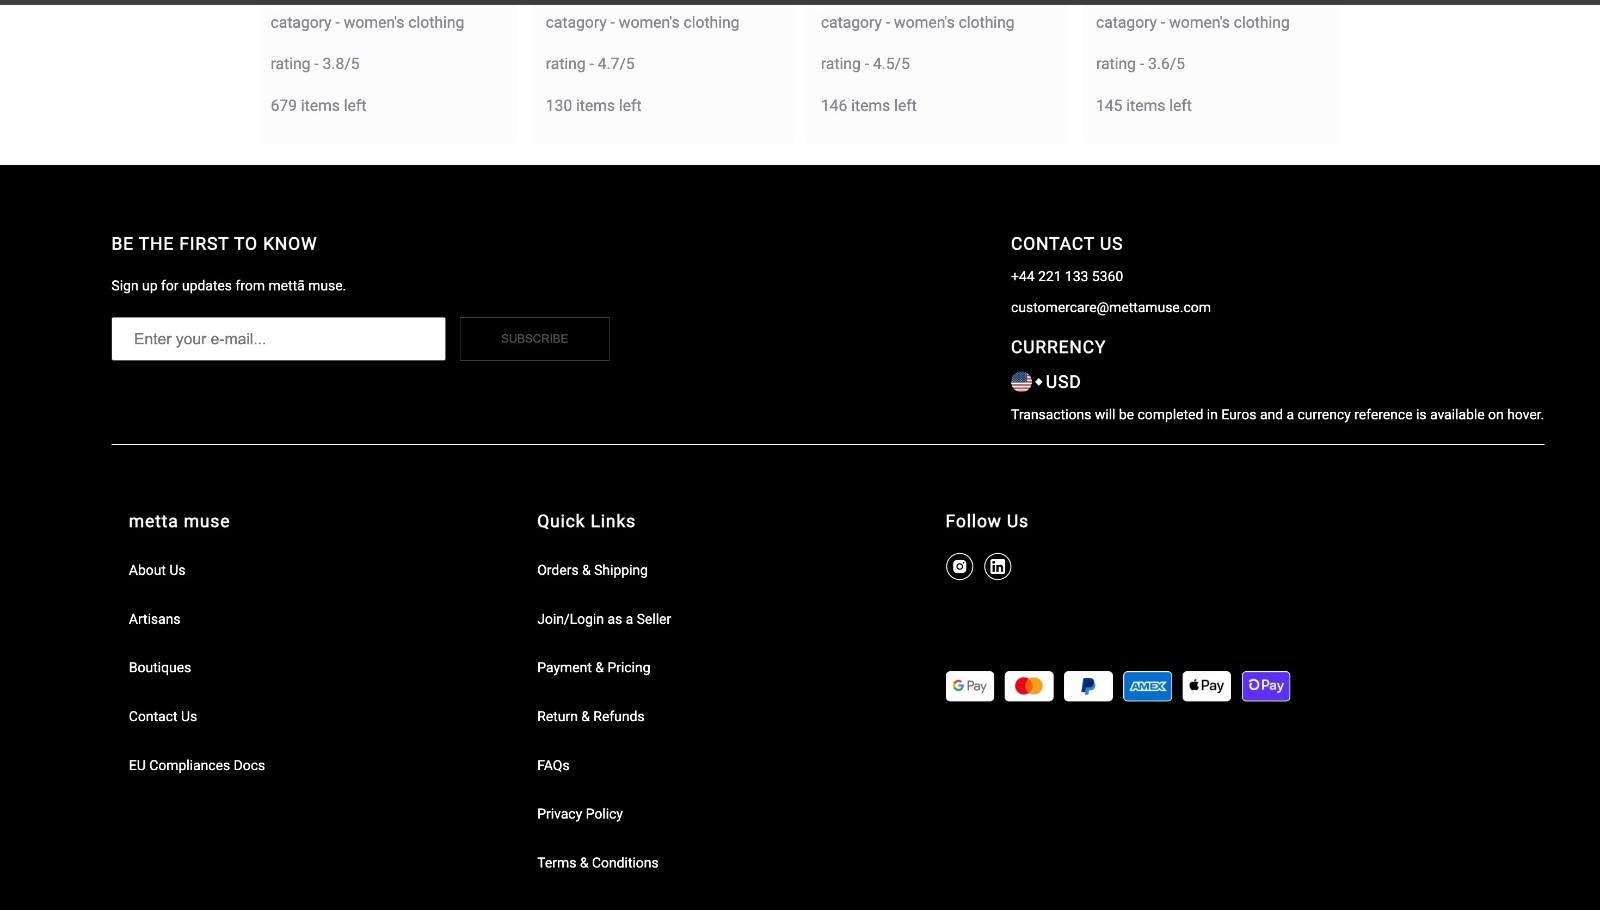 catagory - women's clothing
rating - 3.8/5
679 items left
catagory - women's clothing
rating - 4.7/5
130 items left
catagory - women's clothing
rating - 4.5/5
146 items left
catagory - women's clothing
rating - 3.6/5
145 items left
BE THE FIRST TO KNOW
Sign up for updates from mettā muse.
Enter your e-mail...
SUBSCRIBE
CONTACT US
+44 221 133 5360
customercare@mettamuse.com
CURRENCY
USD
Transactions will be completed in Euros and a currency reference is available on hover.
metta muse
About Us
Artisans
Boutiques
Contact Us
EU Compliances Docs
Quick Links
Orders & Shipping
Join/Login as a Seller
Payment & Pricing
Return & Refunds
FAQs
Privacy Policy
Terms & Conditions
Follow Us
in
G Pay
AMEX
Pay
Pay